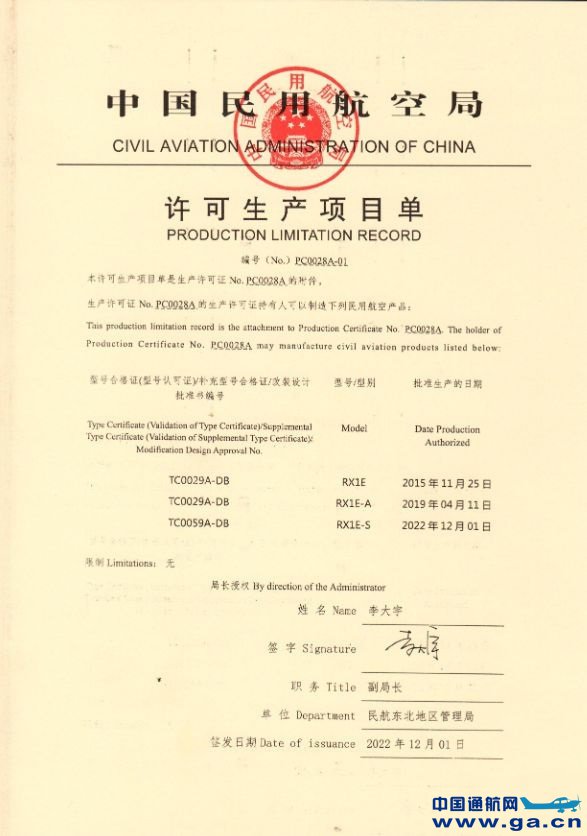 中国民用航空局
中国民用航空局
CIVIL AVIATION ADMINISTRATION OF CHINA
许可生产项目单
PRODUCTION LIMITATION RECORD
编号(No.) PC0028A-01
本许可生产项目单是生产许可证 No. PC0028A 的附件。
生产许可证 No. PC0028A 的生产许可证持有人可以制造下列民用航空产品:
This production limitation record is the attachment to Production Certificate No. PC0028A. The holder of
Production Certificate No. PC0028A may manufacture civil aviation products listed below:
型号合格证(型号认可证)/补充型号合格证/改装设计 型号/型别 批准生产的日期
批准书编号
Type Certificate (Validation of Type Certificate)/Supplemental Model Date Production
Type Certificate (Validation of Supplemental Type Certificate)/ Authorized
Modification Design Approval No.
TC0029A-DB RX1E 2015 年 11 月 25 日
TC0029A-DB RX1E-A 2019 年 04 月 11 日
TC0059A-DB RX1E-S 2022 年 12 月 01 日
限制 Limitations: 无
局长授权 By direction of the Administrator
姓 名 Name 李大宇
签 字 Signature 李大宇
职 务 Title 副局长
单 位 Department 民航东北地区管理局
签发日期 Date of issuance 2022 年 12 月 01 日
中国通航网
www.ga.cn